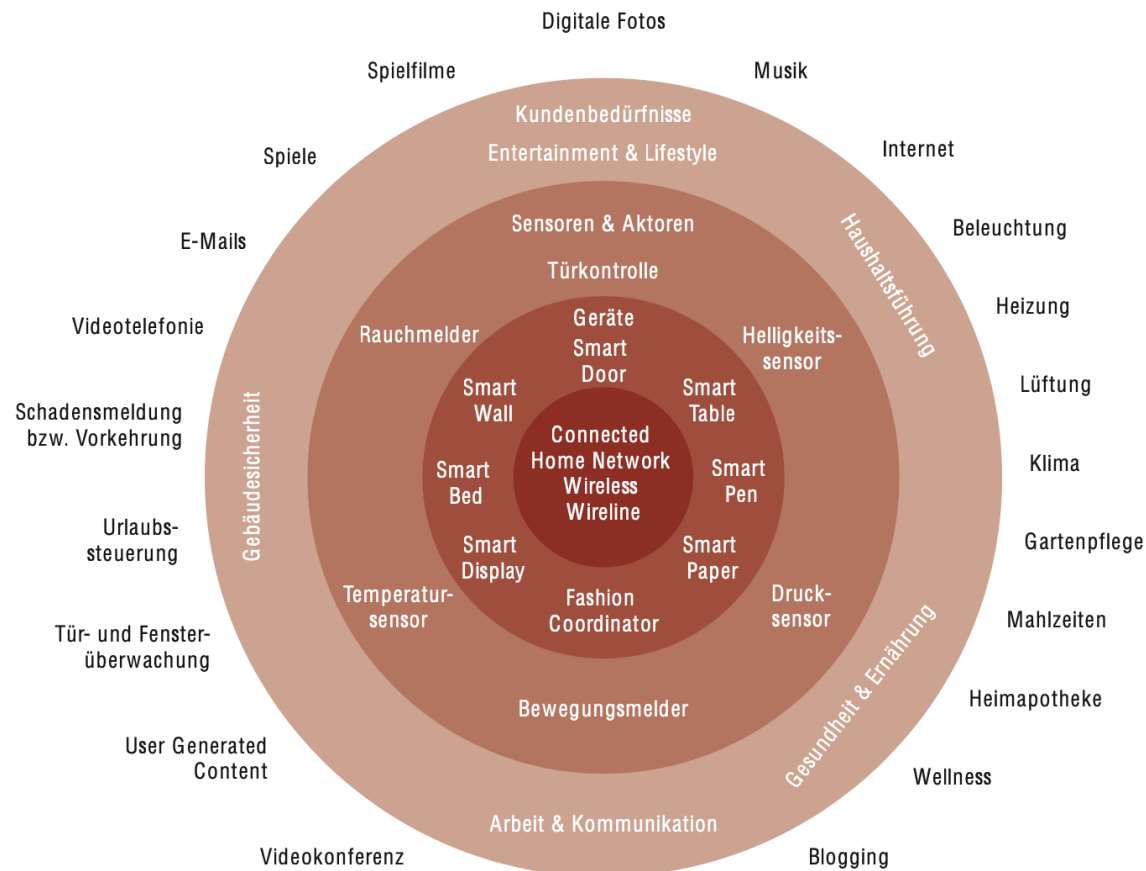 Digitale Fotos
Spielfilme
Musik
Kundenbedürfnisse
Entertainment & Lifestyle
Spiele
Internet
Sensoren & Aktoren
E-Mails
Beleuchtung
Haushaltsführung
Türkontrolle
Videotelefonie
Heizung
Rauchmelder
Geräte
Helligkeits-
sensor
Smart
Door
Smart
Wall
Smart
Table
Lüftung
Schadensmeldung
bzw. Vorkehrung
Gebäudesicherheit
Connected
Home Network
Wireless
Wireline
Smart
Bed
Smart
Pen
Klima
Urlaubs-
steuerung
Smart
Display
Smart
Paper
Gartenpflege
Temperatur-
sensor
Fashion
Coordinator
Druck-
sensor
Mahlzeiten
Tür- und Fenster-
überwachung
Gesundheit & Ernährung
Heimapotheke
Bewegungsmelder
User Generated
Content
Wellness
Arbeit & Kommunikation
Videokonferenz
Blogging